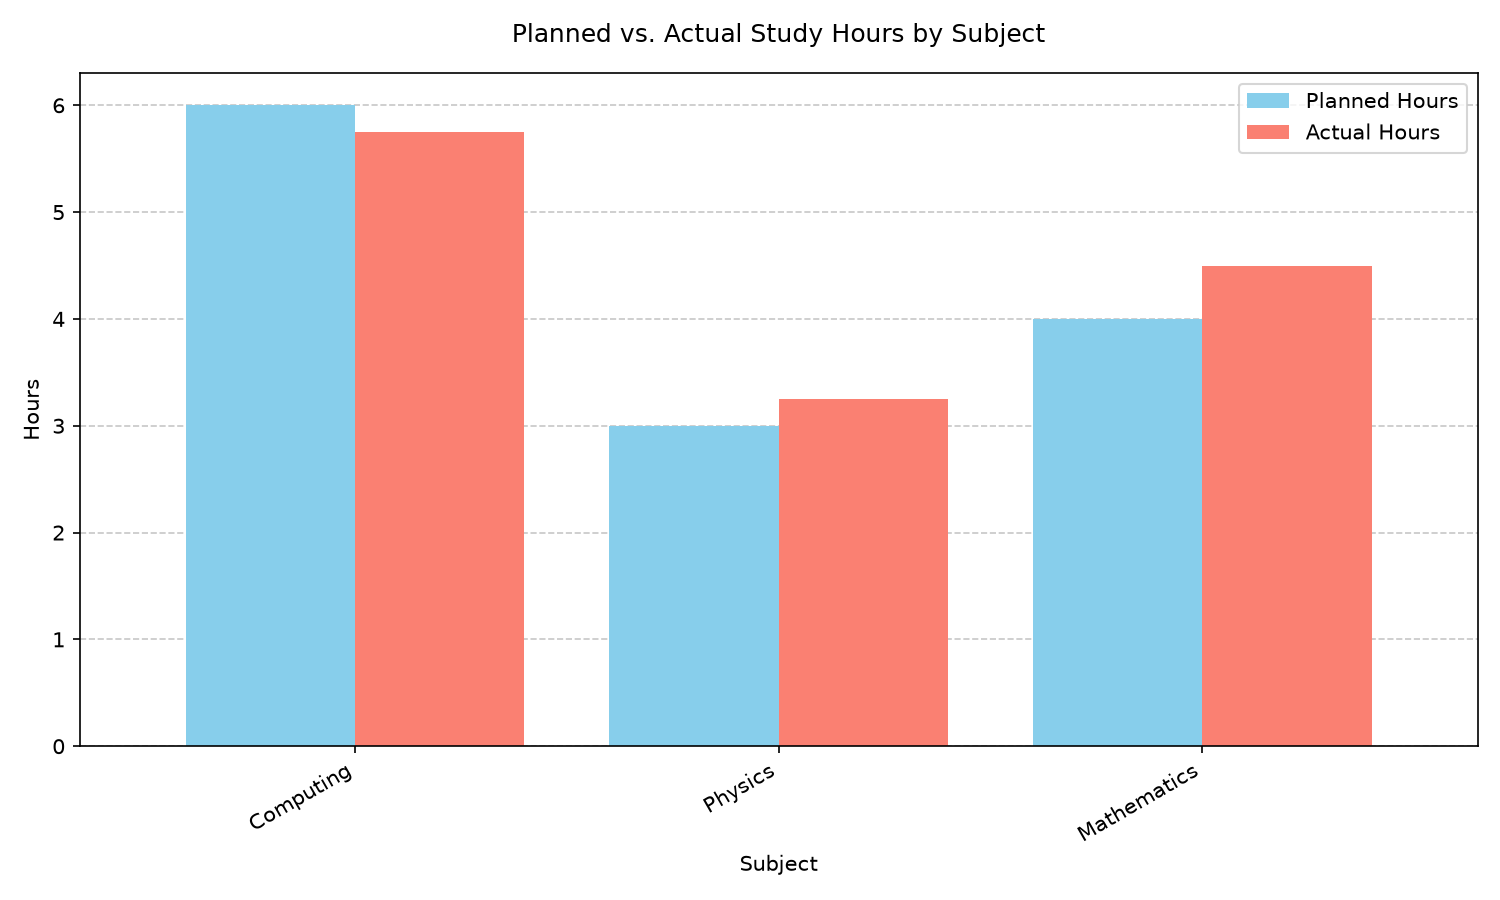 Planned vs. Actual Study Hours by Subject
Planned Hours
Actual Hours
6
5
4
3
2
1
0
Hours
Computing
Physics
Mathematics
Subject